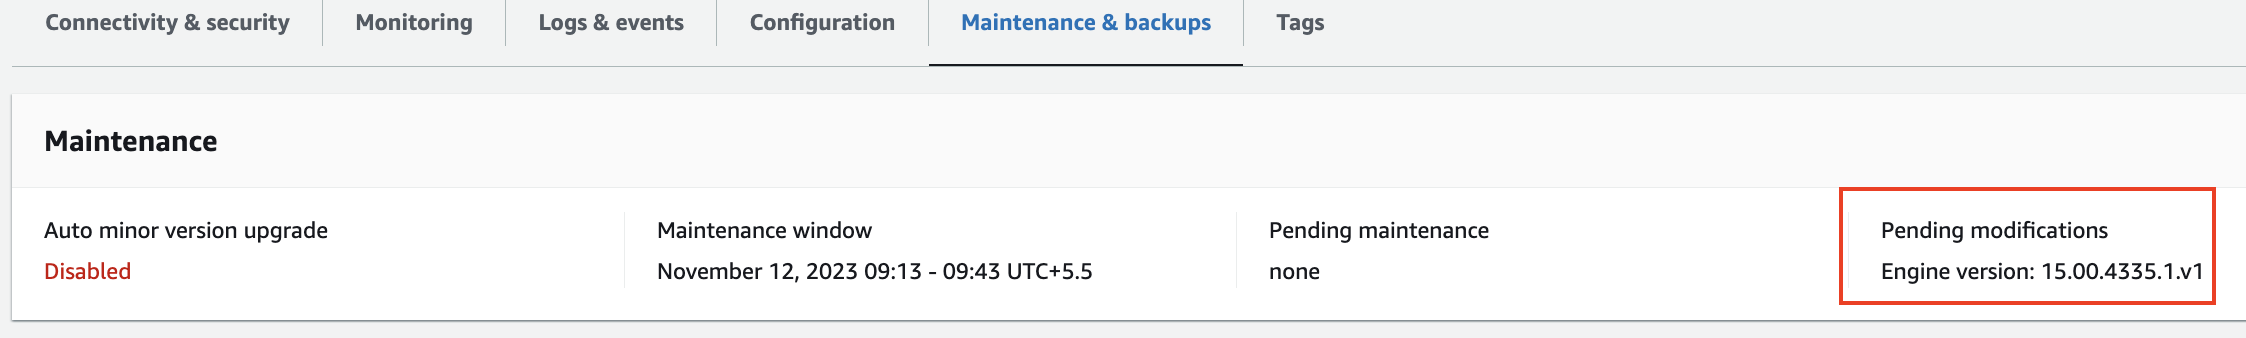 Connectivity & security
Monitoring
Logs & events
Configuration
Maintenance & backups
Tags
Maintenance
Auto minor version upgrade
Disabled
Maintenance window
November 12, 2023 09:13 - 09:43 UTC+5.5
Pending maintenance
none
Pending modifications
Engine version: 15.00.4335.1.v1